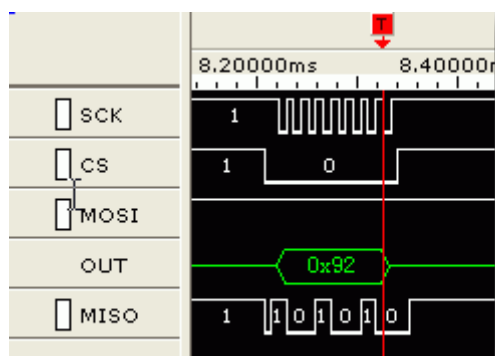 T
8.20000ms 8.40000m
SCK 1
CS 1 0
MOSI
OUT 0x92
MISO 1 1 0 1 0 1 0